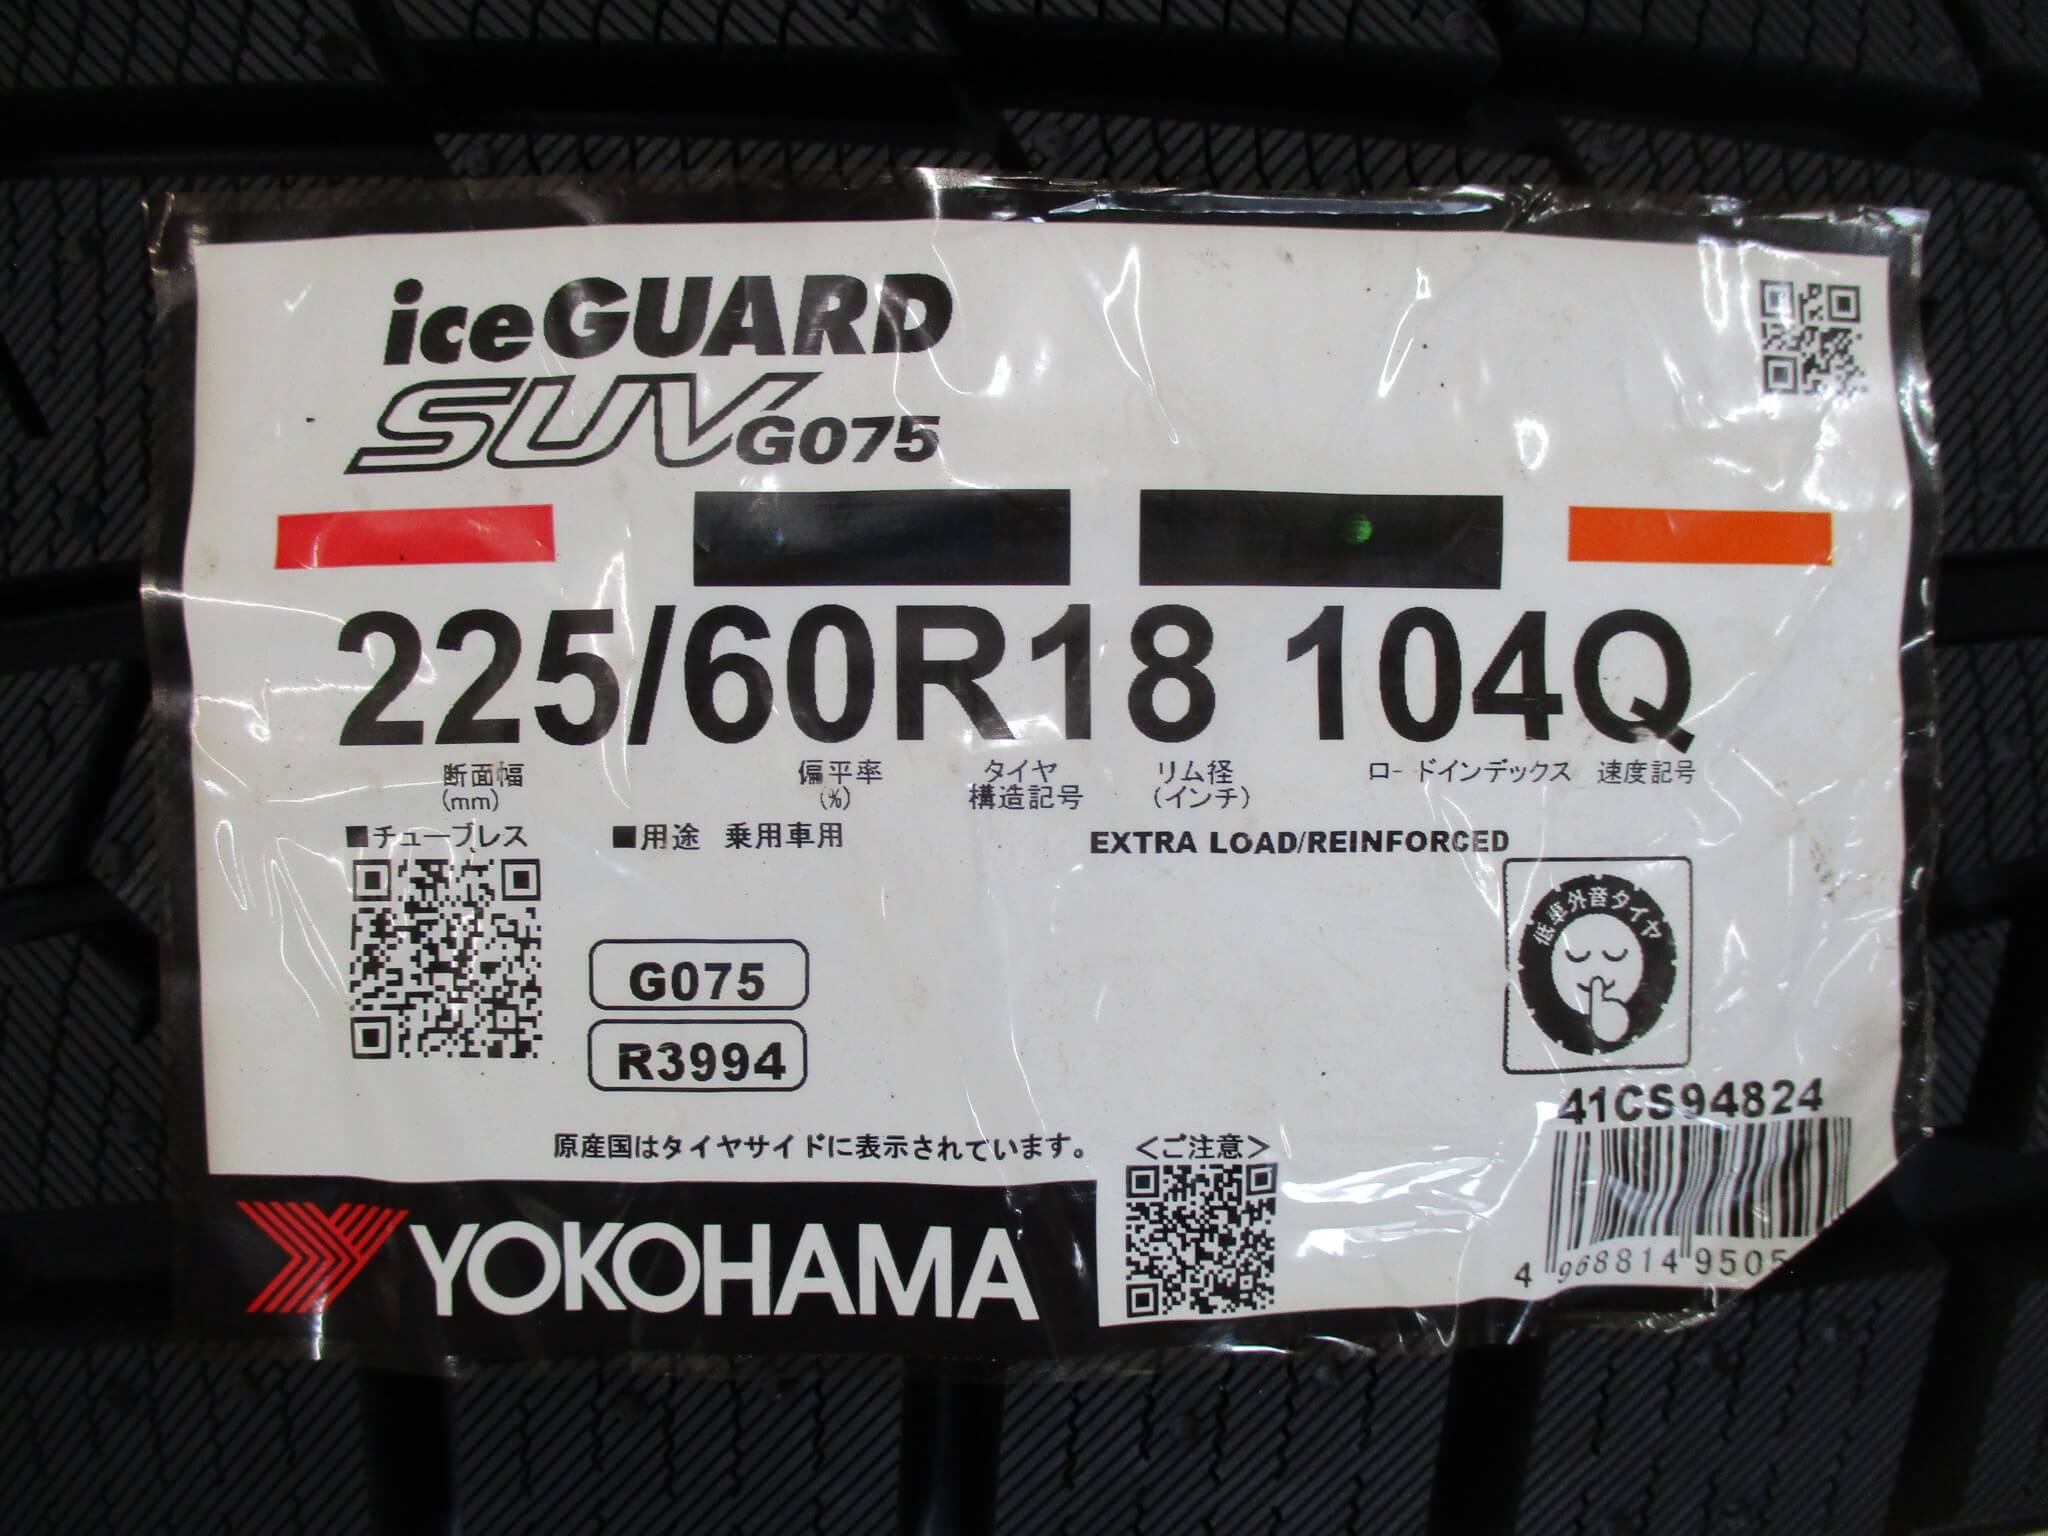 iceGUARD
SUV G075
225/60R18 104Q
断面幅 偏平率 タイヤ リム径 ロードインデックス 速度記号
(mm) (%) 構造記号 (インチ)
■チューブレス ■用途 乗用車用 EXTRA LOAD/REINFORCED
低車外音タイヤ
G075
R3994
41CS94824
原産国はタイヤサイドに表示されています。 <ご注意>
YOKOHAMA
4 968814 9505